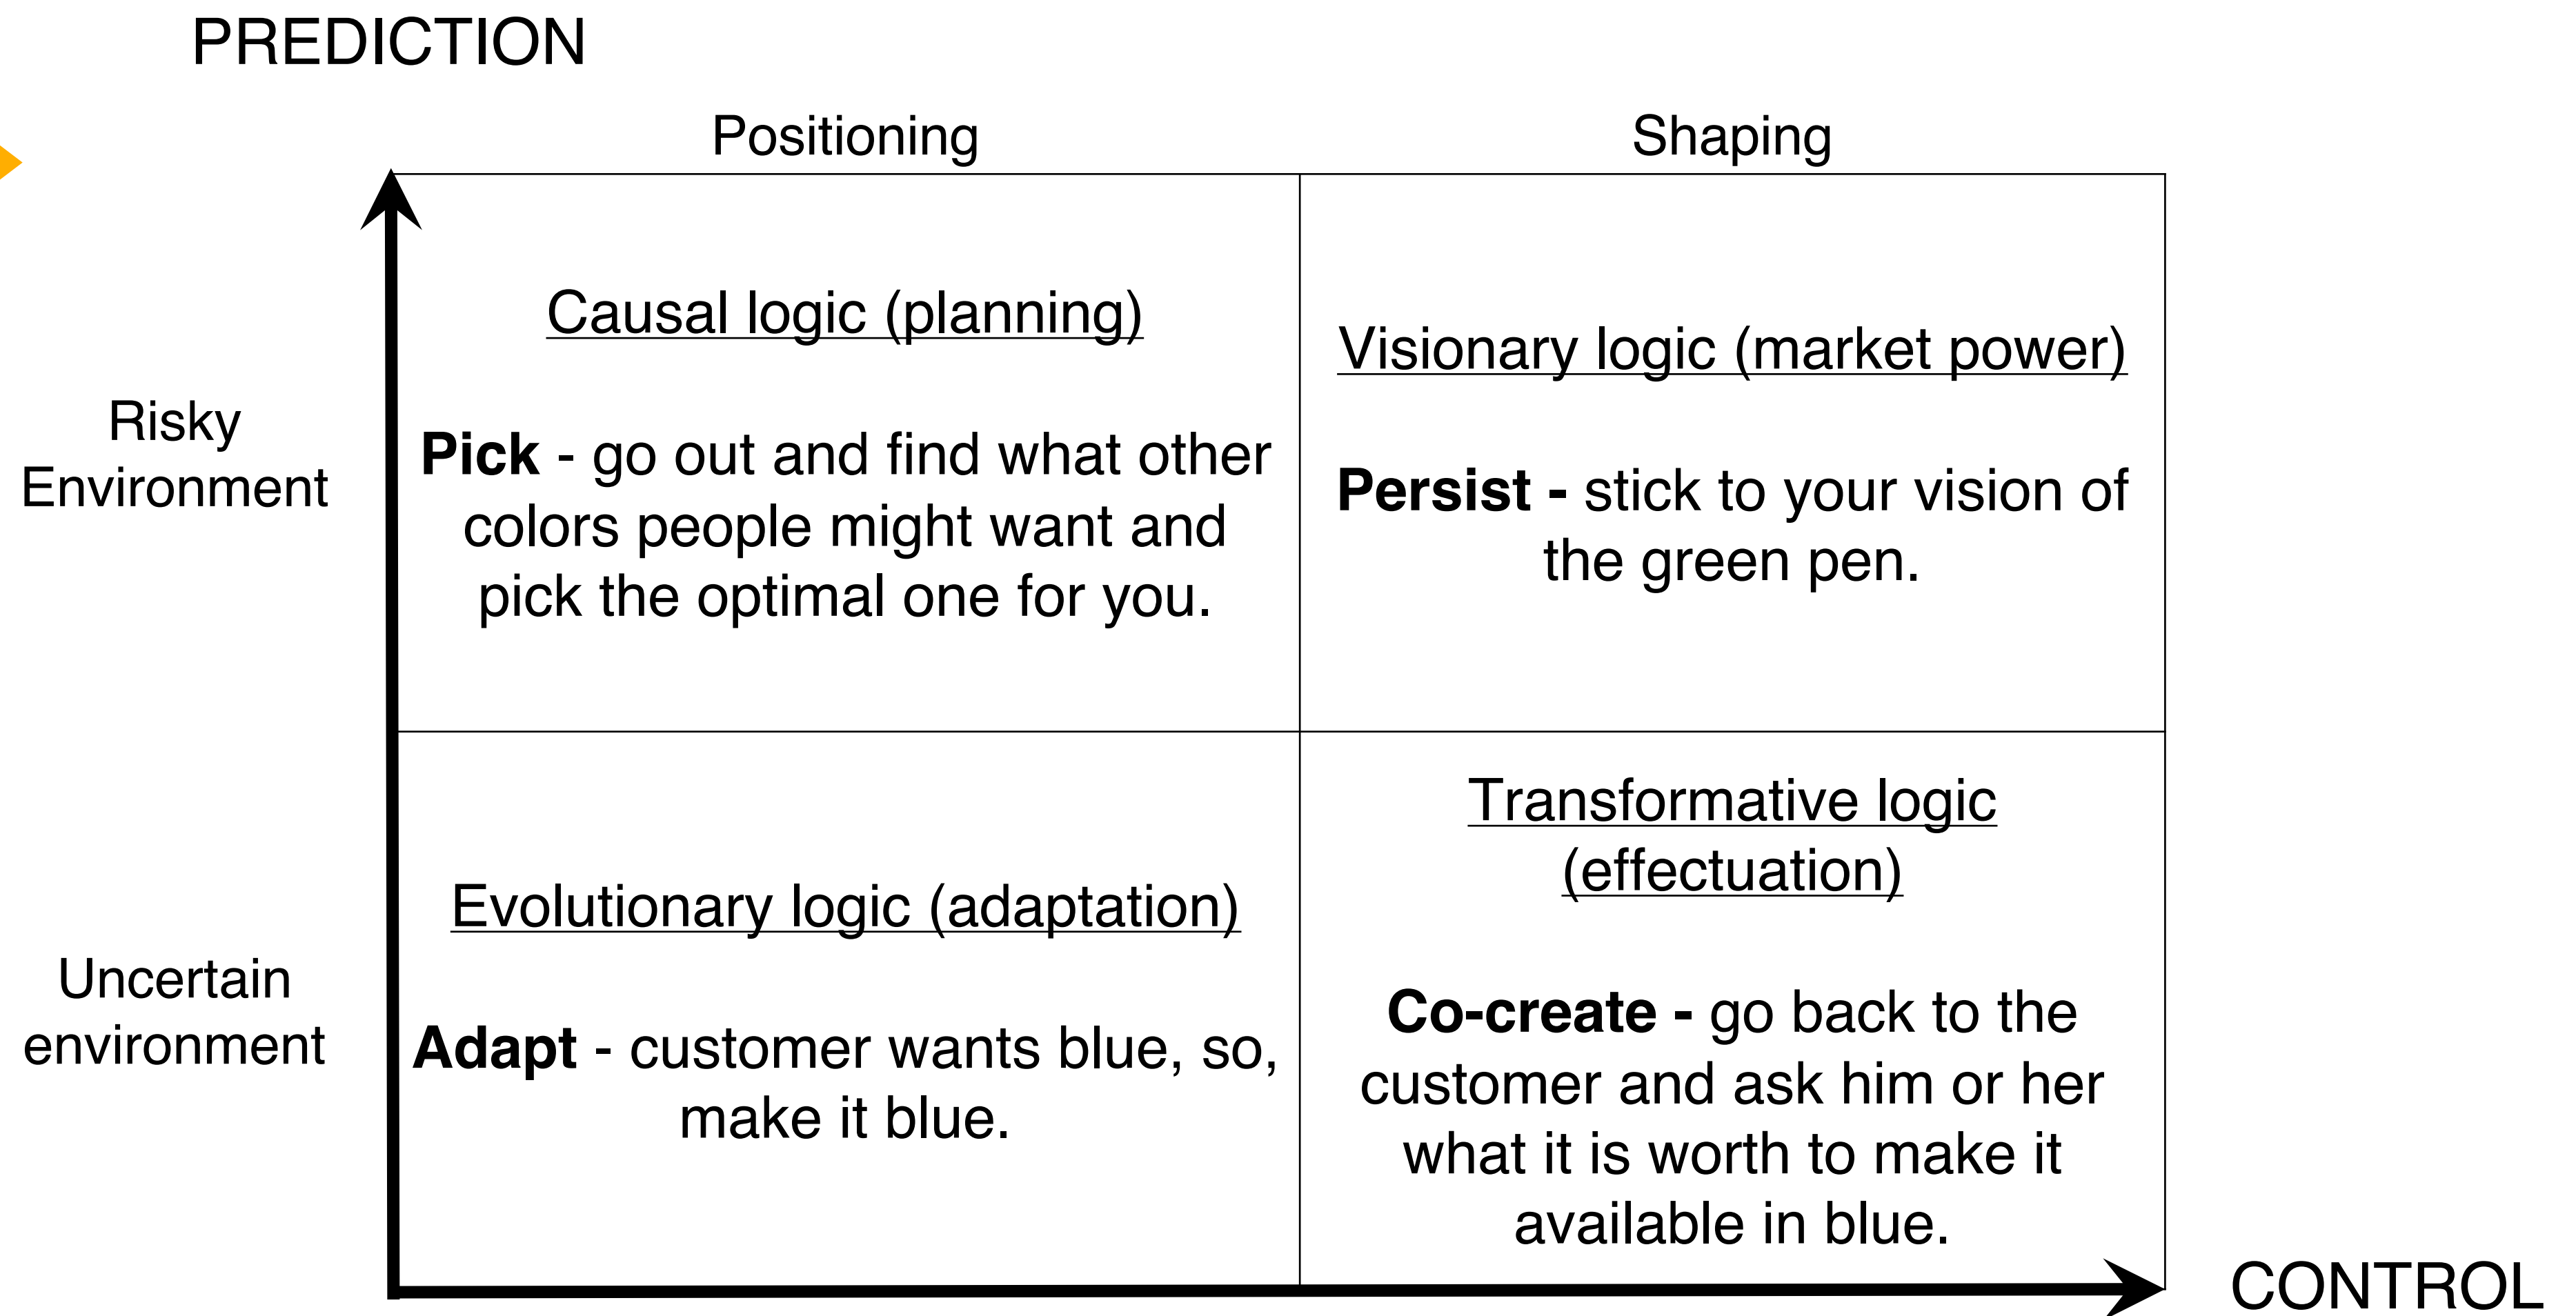 PREDICTION
Positioning
Shaping
Risky
Environment
Causal logic (planning)
Pick - go out and find what other
colors people might want and
pick the optimal one for you.
Visionary logic (market power)
Persist - stick to your vision of
the green pen.
Uncertain
environment
Evolutionary logic (adaptation)
Adapt - customer wants blue, so,
make it blue.
Transformative logic
(effectuation)
Co-create - go back to the
customer and ask him or her
what it is worth to make it
available in blue.
CONTROL